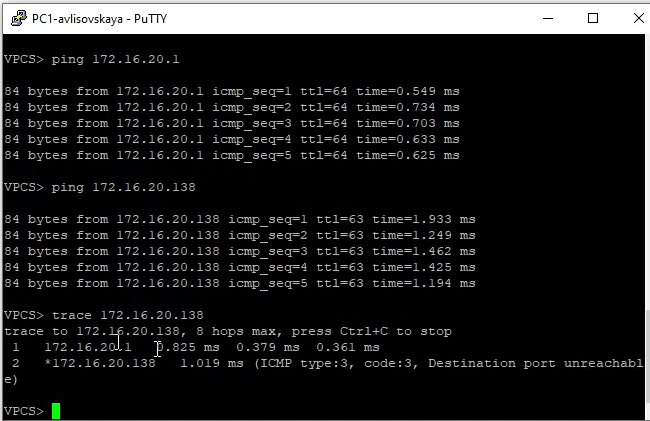 PC1-avlisovskaya - PuTTY
VPCS> ping 172.16.20.1
84 bytes from 172.16.20.1 icmp_seq=1 ttl=64 time=0.549 ms
84 bytes from 172.16.20.1 icmp_seq=2 ttl=64 time=0.734 ms
84 bytes from 172.16.20.1 icmp_seq=3 ttl=64 time=0.703 ms
84 bytes from 172.16.20.1 icmp_seq=4 ttl=64 time=0.633 ms
84 bytes from 172.16.20.1 icmp_seq=5 ttl=64 time=0.625 ms
VPCS> ping 172.16.20.138
84 bytes from 172.16.20.138 icmp_seq=1 ttl=63 time=1.933 ms
84 bytes from 172.16.20.138 icmp_seq=2 ttl=63 time=1.249 ms
84 bytes from 172.16.20.138 icmp_seq=3 ttl=63 time=1.462 ms
84 bytes from 172.16.20.138 icmp_seq=4 ttl=63 time=1.425 ms
84 bytes from 172.16.20.138 icmp_seq=5 ttl=63 time=1.194 ms
VPCS> trace 172.16.20.138
trace to 172.16.20.138, 8 hops max, press Ctrl+C to stop
1   172.16.20.1   0.825 ms  0.379 ms  0.361 ms
2   *172.16.20.138   1.019 ms (ICMP type:3, code:3, Destination port unreachabl
e)
VPCS>